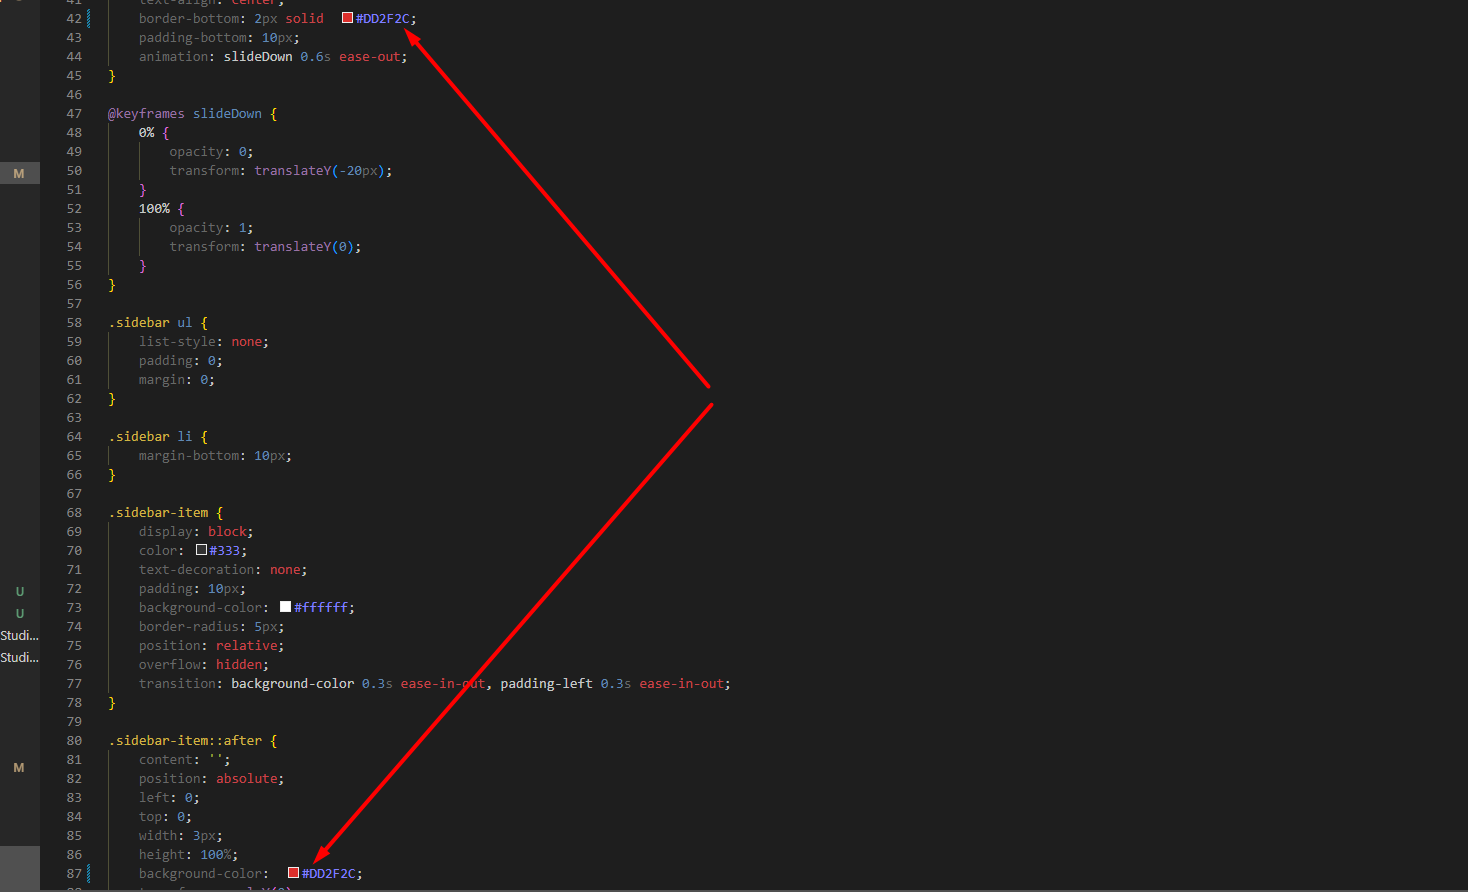 41 text-align: center;
42 border-bottom: 2px solid #DD2F2C;
43 padding-bottom: 10px;
44 animation: slideDown 0.6s ease-out;
45 }
46
47 @keyframes slideDown {
48 0% {
49 opacity: 0;
50 transform: translateY(-20px);
51 }
52 100% {
53 opacity: 1;
54 transform: translateY(0);
55 }
56 }
57
58 .sidebar ul {
59 list-style: none;
60 padding: 0;
61 margin: 0;
62 }
63
64 .sidebar li {
65 margin-bottom: 10px;
66 }
67
68 .sidebar-item {
69 display: block;
70 color: #333;
71 text-decoration: none;
72 padding: 10px;
73 background-color: #ffffff;
74 border-radius: 5px;
75 position: relative;
76 overflow: hidden;
77 transition: background-color 0.3s ease-in-out, padding-left 0.3s ease-in-out;
78 }
79
80 .sidebar-item::after {
81 content: '';
82 position: absolute;
83 left: 0;
84 top: 0;
85 width: 3px;
86 height: 100%;
87 background-color: #DD2F2C;
M
U
U
Studi...
Studi...
M